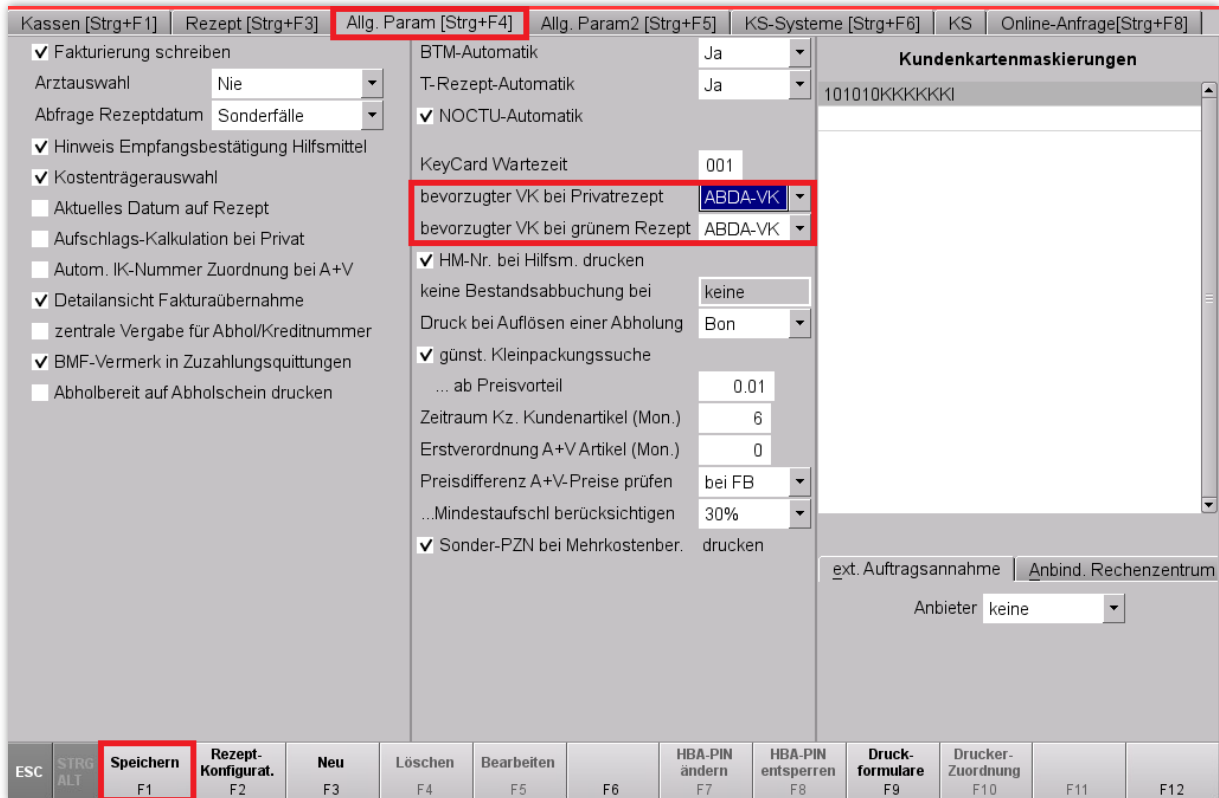 Kassen [Strg+F1] Rezept [Strg+F3] Allg. Param [Strg+F4] Allg. Param2 [Strg+F5] KS-Systeme [Strg+F6] KS Online-Anfrage[Strg+F8]
Fakturierung schreiben
Arztauswahl Nie
Abfrage Rezeptdatum Sonderfälle
Hinweis Empfangsbestätigung Hilfsmittel
Kostenträgerauswahl
Aktuelles Datum auf Rezept
Aufschlags-Kalkulation bei Privat
Autom. IK-Nummer Zuordnung bei A+V
Detailansicht Fakturaübernahme
zentrale Vergabe für Abhol/Kreditnummer
BMF-Vermerk in Zuzahlungsquittungen
Abholbereit auf Abholschein drucken
BTM-Automatik Ja
T-Rezept-Automatik Ja
NOCTU-Automatik
KeyCard Wartezeit 001
bevorzugter VK bei Privatrezept ABDA-VK
bevorzugter VK bei grünem Rezept ABDA-VK
HM-Nr. bei Hilfsm. drucken
keine Bestandsabbuchung bei keine
Druck bei Auflösen einer Abholung Bon
günst. Kleinpackungssuche
... ab Preisvorteil 0.01
Zeitraum Kz. Kundenartikel (Mon.) 6
Erstverordnung A+V Artikel (Mon.) 0
Preisdifferenz A+V-Preise prüfen bei FB
...Mindestaufschl berücksichtigen 30%
Sonder-PZN bei Mehrkostenber. drucken
Kundenkartenmaskierungen
101010KKKKKKI
ext. Auftragsannahme Anbind. Rechenzentrum
Anbieter keine
ESC STRG ALT
Speichern F1
Rezept-Konfigurat. F2
Neu F3
Löschen F4
Bearbeiten F5
F6
HBA-PIN ändern F7
HBA-PIN entsperren F8
Druck-formulare F9
Drucker-Zuordnung F10
F11
F12